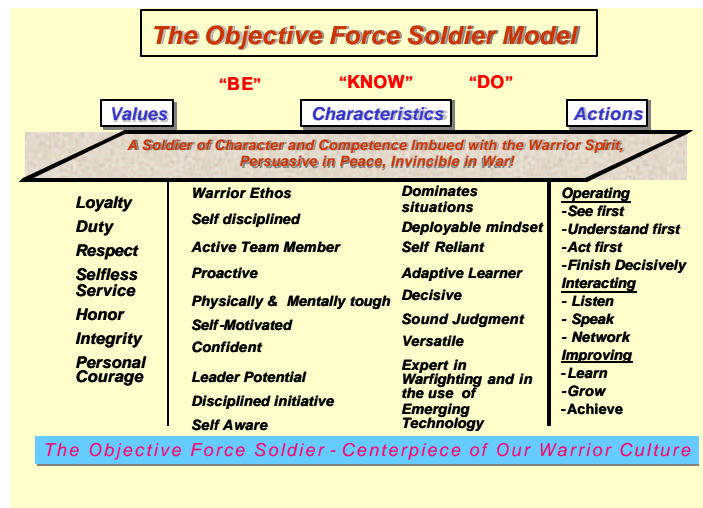 The Objective Force Soldier Model
“BE”
“KNOW”
“DO”
Values
Characteristics
Actions
A Soldier of Character and Competence Imbued with the Warrior Spirit,
Persuasive in Peace, Invincible in War!
Loyalty
Duty
Respect
Selfless
Service
Honor
Integrity
Personal
Courage
Warrior Ethos
Self disciplined
Active Team Member
Proactive
Physically & Mentally tough
Self-Motivated
Confident
Leader Potential
Disciplined initiative
Self Aware
Dominates
situations
Deployable mindset
Self Reliant
Adaptive Learner
Decisive
Sound Judgment
Versatile
Expert in
Warfighting and in
the use of
Emerging
Technology
Operating
-See first
-Understand first
-Act first
-Finish Decisively
Interacting
- Listen
- Speak
- Network
Improving
-Learn
-Grow
-Achieve
The Objective Force Soldier - Centerpiece of Our Warrior Culture